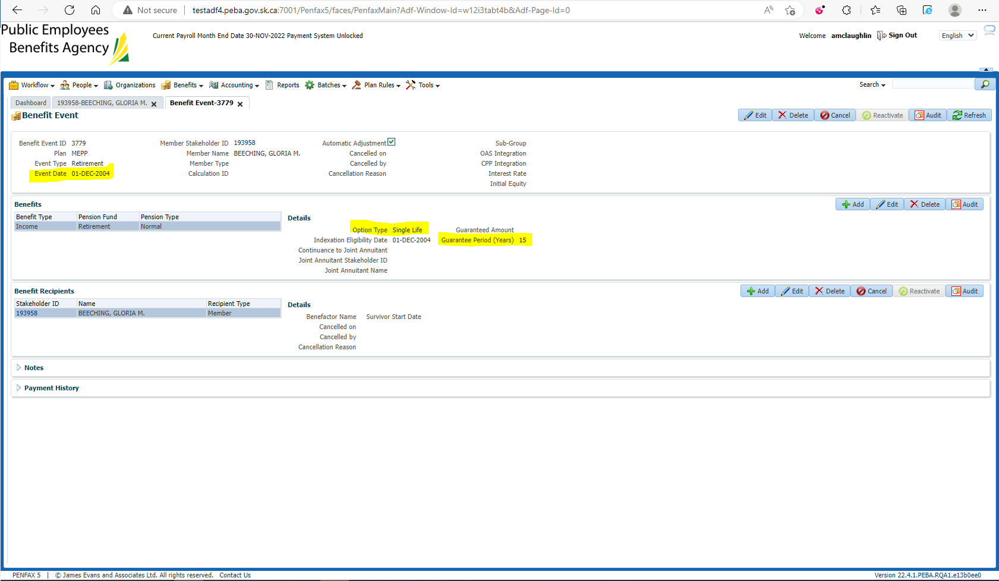 Not secure | testadf4.peba.gov.sk.ca:7001/Penfax5/faces/PenfaxMain?Adf-Window-Id=w12i3tabt4b&Adf-Page-Id=0
Public Employees
Benefits Agency
Current Payroll Month End Date 30-NOV-2022 Payment System Unlocked
Welcome amclaughlin Sign Out English
Workflow People Organizations Benefits Accounting Reports Batches Plan Rules Tools Search
Dashboard 193958-BEECHING, GLORIA M. Benefit Event-3779
Benefit Event Edit Delete Cancel Reactivate Audit Refresh
Benefit Event ID 3779 Member Stakeholder ID 193958 Automatic Adjustment Sub-Group
Plan MEPP Member Name BEECHING, GLORIA M. Cancelled on OAS Integration
Event Type Retirement Member Type Cancelled by CPP Integration
Event Date 01-DEC-2004 Calculation ID Cancellation Reason Interest Rate
Initial Equity
Benefits Add Edit Delete Audit
Benefit Type Pension Fund Pension Type Details
Income Retirement Normal Option Type Single Life Guaranteed Amount
Indexation Eligibility Date 01-DEC-2004 Guarantee Period (Years) 15
Continuance to Joint Annuitant
Joint Annuitant Stakeholder ID
Joint Annuitant Name
Benefit Recipients Add Edit Delete Cancel Reactivate Audit
Stakeholder ID Name Recipient Type Details
193958 BEECHING, GLORIA M. Member
Benefactor Name Survivor Start Date
Cancelled on
Cancelled by
Cancellation Reason
Notes
Payment History
PENFAX 5 | © James Evans and Associates Ltd. All rights reserved. Contact Us Version 22.4.1.PEBA.RQA1.e13b0ee0